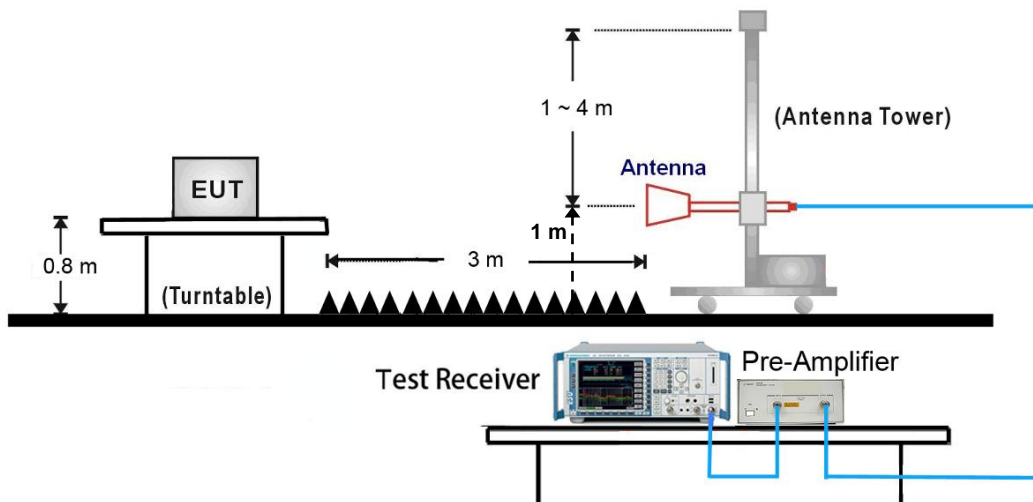 1 ~ 4 m
(Antenna Tower)
Antenna
EUT
1 m
0.8 m
3 m
(Turntable)
Test Receiver
Pre-Amplifier